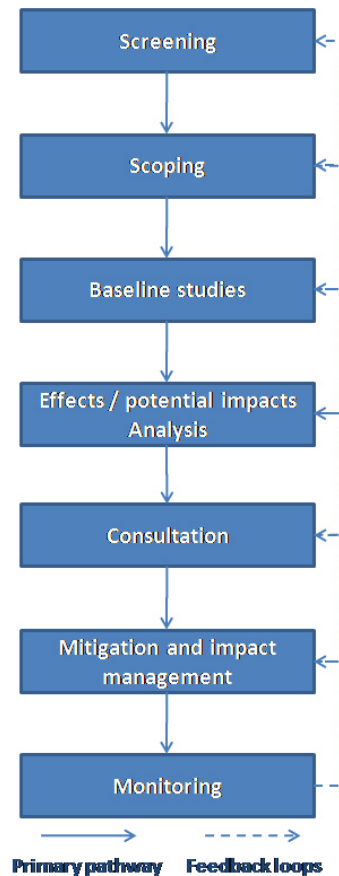 Screening
Scoping
Baseline studies
Effects / potential impacts
Analysis
Consultation
Mitigation and impact
management
Monitoring
Primary pathway Feedback loops